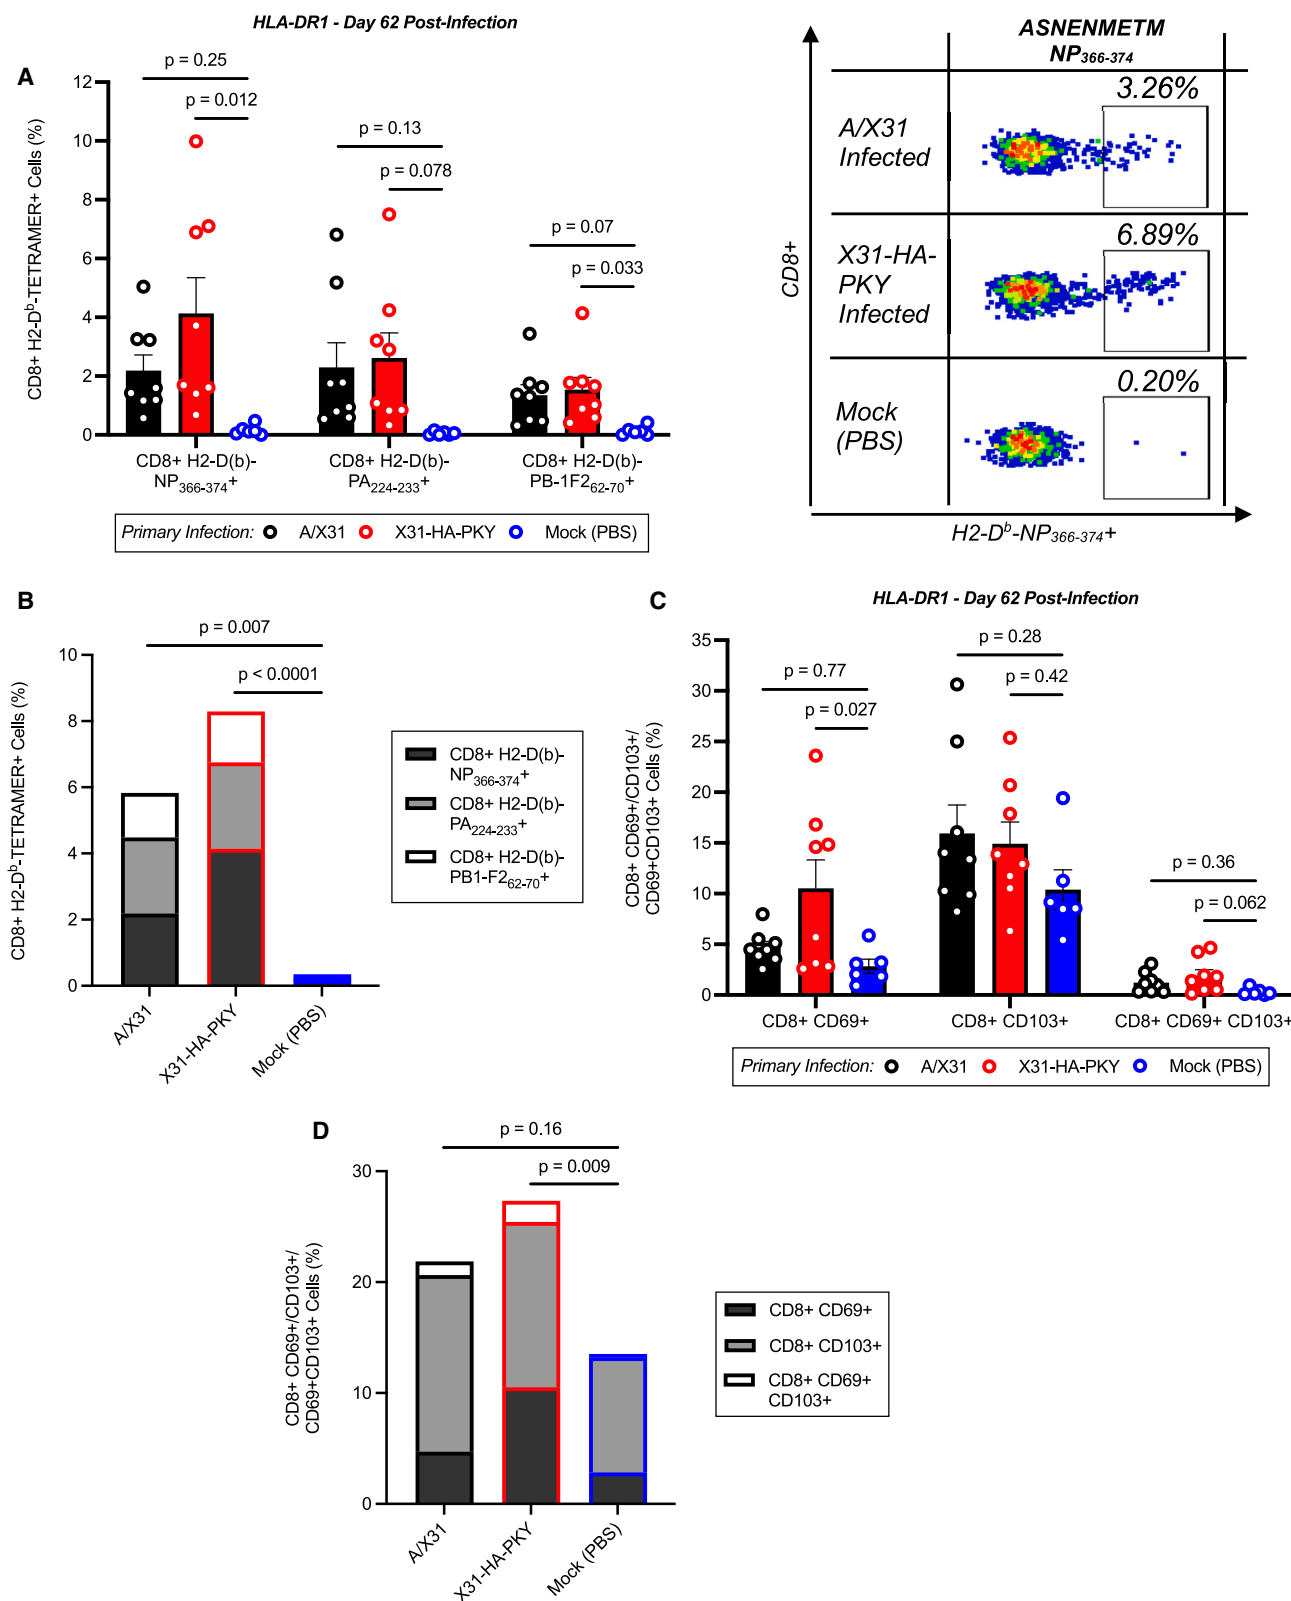 HLA-DR1 - Day 62 Post-Infection
A
CD8+ H2-Dᵇ-TETRAMER+ Cells (%)
12
10
8
6
4
2
0
p = 0.25
p = 0.012
p = 0.13
p = 0.078
p = 0.07
p = 0.033
CD8+ H2-D(b)-
NP₃₆₆₋₃₇₄+
CD8+ H2-D(b)-
PA₂₂₄₋₂₃₃+
CD8+ H2-D(b)-
PB-1F2₆₂₋₇₀+
Primary Infection: A/X31 X31-HA-PKY Mock (PBS)
ASNENMETM
NP₃₆₆₋₃₇₄
CD8+
A/X31
Infected
3.26%
X31-HA-
PKY
Infected
6.89%
Mock
(PBS)
0.20%
H2-Dᵇ-NP₃₆₆₋₃₇₄+
B
CD8+ H2-Dᵇ-TETRAMER+ Cells (%)
10
8
6
4
2
0
p = 0.007
p < 0.0001
A/X31
X31-HA-PKY
Mock (PBS)
CD8+ H2-D(b)-
NP₃₆₆₋₃₇₄+
CD8+ H2-D(b)-
PA₂₂₄₋₂₃₃+
CD8+ H2-D(b)-
PB1-F2₆₂₋₇₀+
C
HLA-DR1 - Day 62 Post-Infection
CD8+ CD69+/CD103+/
CD69+CD103+ Cells (%)
35
30
25
20
15
10
5
0
p = 0.77
p = 0.027
p = 0.28
p = 0.42
p = 0.36
p = 0.062
CD8+ CD69+
CD8+ CD103+
CD8+ CD69+ CD103+
Primary Infection: A/X31 X31-HA-PKY Mock (PBS)
D
CD8+ CD69+/CD103+/
CD69+CD103+ Cells (%)
30
20
10
0
p = 0.16
p = 0.009
A/X31
X31-HA-PKY
Mock (PBS)
CD8+ CD69+
CD8+ CD103+
CD8+ CD69+
CD103+